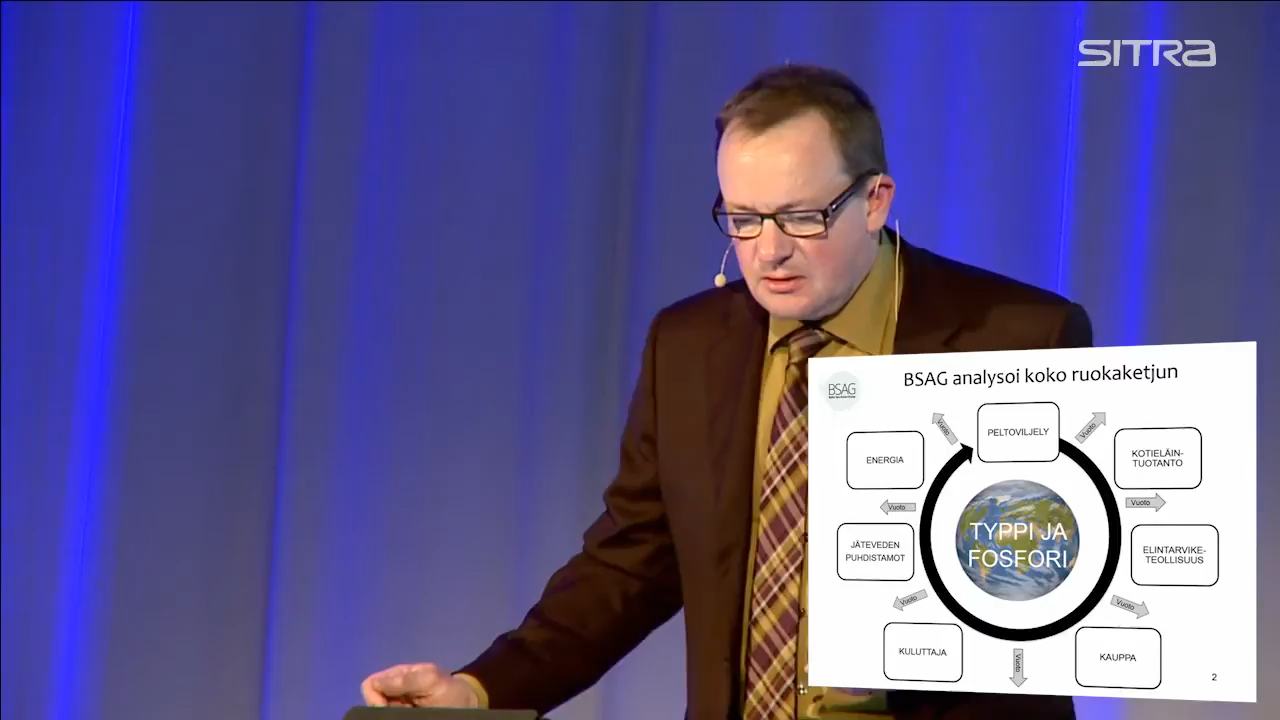 SITRA
BSAG
BSAG analysoi koko ruokaketjun
PELTOVILJELY
Vuoto
Vuoto
ENERGIA
KOTIELÄIN-
TUOTANTO
Vuoto
Vuoto
TYPPI JA
FOSFORI
JÄTEVEDEN
PUHDISTAMOT
ELINTARVIKE-
TEOLLISUUS
Vuoto
Vuoto
KULUTTAJA
Vuoto
KAUPPA
2